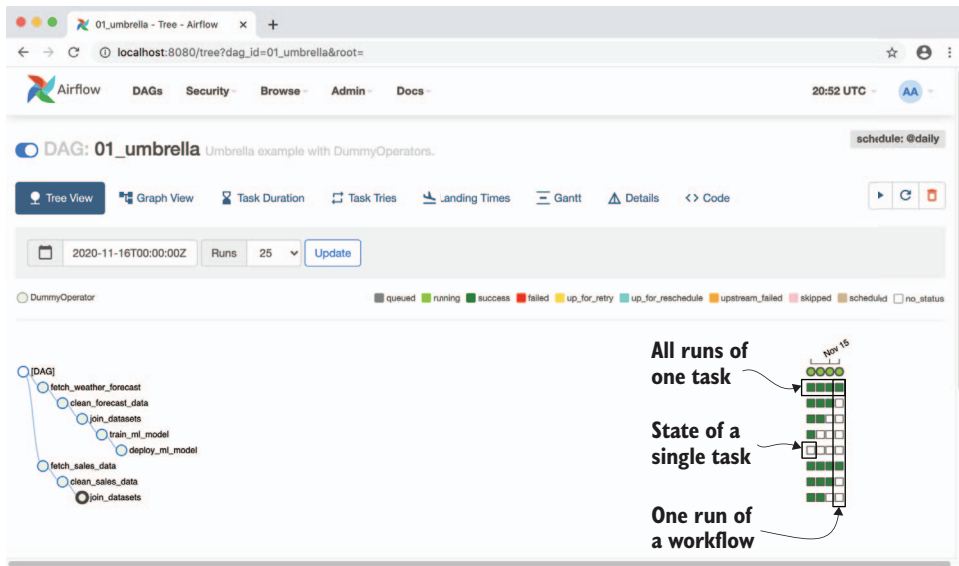 01_umbrella - Tree - Airflow
localhost:8080/tree?dag_id=01_umbrella&root=
Airflow DAGs Security Browse Admin Docs 20:52 UTC AA
schedule: @daily
DAG: 01_umbrella Umbrella example with DummyOperators.
Tree View Graph View Task Duration Task Tries Landing Times Gantt Details <> Code
2020-11-16T00:00:00Z Runs 25 Update
DummyOperator queued running success failed up_for_retry up_for_reschedule upstream_failed skipped scheduled no_status
Nov 15
[DAG]
fetch_weather_forecast
clean_forecast_data
join_datasets
train_ml_model
deploy_ml_model
fetch_sales_data
clean_sales_data
join_datasets
All runs of
one task
State of a
single task
One run of
a workflow